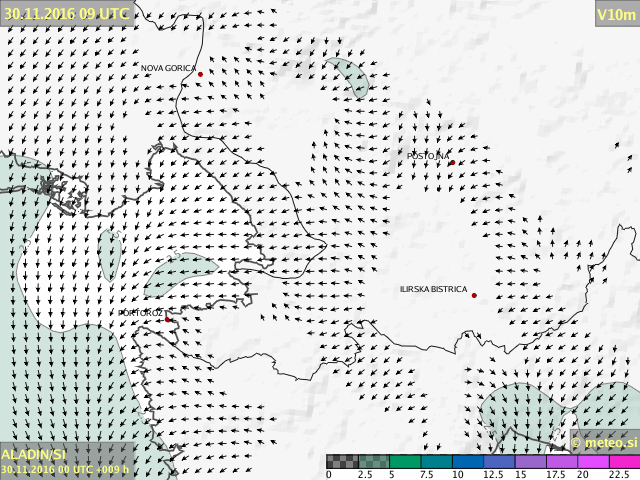 30.11.2016 09 UTC
V10m
NOVA GORICA
POSTOJNA
ILIRSKA BISTRICA
PORTOROZ
ALADIN/SI
30.11.2016 00 UTC +009 h
© meteo.si
0 2.5 5 7.5 10 12.5 15 17.5 20 22.5